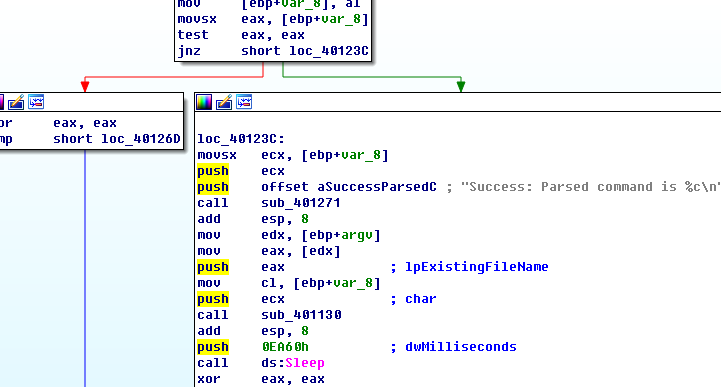 mov [ebp+var_8], al
movsx eax, [ebp+var_8]
test eax, eax
jnz short loc_40123C
or eax, eax
mp short loc_40126D
loc_40123C:
movsx ecx, [ebp+var_8]
push ecx
push offset aSuccessParsedC ; "Success: Parsed command is %c\n"
call sub_401271
add esp, 8
mov edx, [ebp+argv]
mov eax, [edx]
push eax ; lpExistingFileName
mov cl, [ebp+var_8]
push ecx ; char
call sub_401130
add esp, 8
push 0EA60h ; dwMilliseconds
call ds:Sleep
xor eax, eax